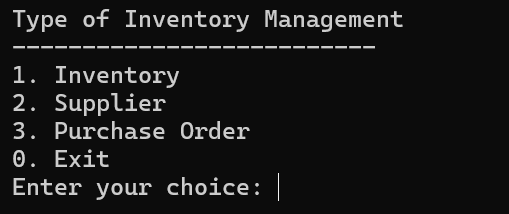 Type of Inventory Management
--------------------------
1. Inventory
2. Supplier
3. Purchase Order
0. Exit
Enter your choice: